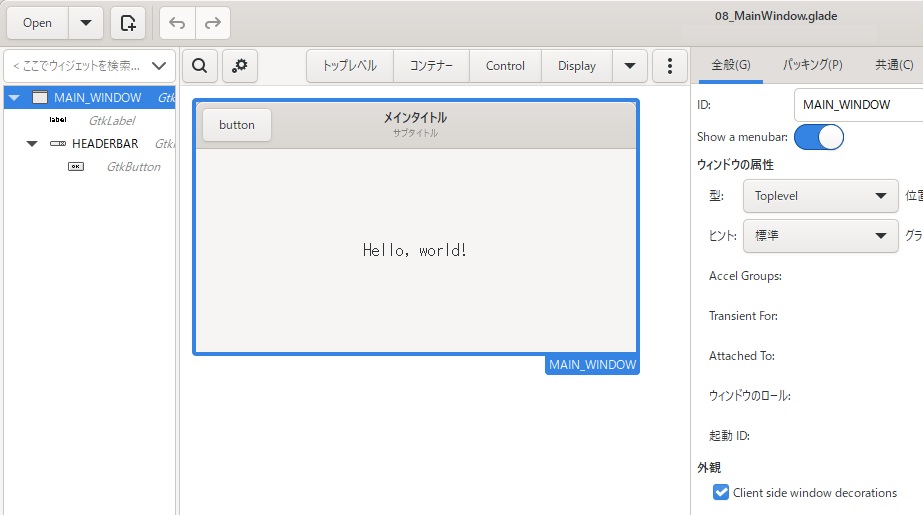 Open
08_MainWindow.glade
< ここでウィジェットを検索...
トップレベル
コンテナー
Control
Display
全般(G)
パッキング(P)
共通(C)
MAIN_WINDOW
label
GtkLabel
HEADERBAR
OK
GtkButton
button
メインタイトル
サブタイトル
Hello, world!
MAIN_WINDOW
ID:
MAIN_WINDOW
Show a menubar:
ウィンドウの属性
型:
Toplevel
位置
ヒント:
標準
グラ
Accel Groups:
Transient For:
Attached To:
ウィンドウのロール:
起動 ID:
外観
Client side window decorations